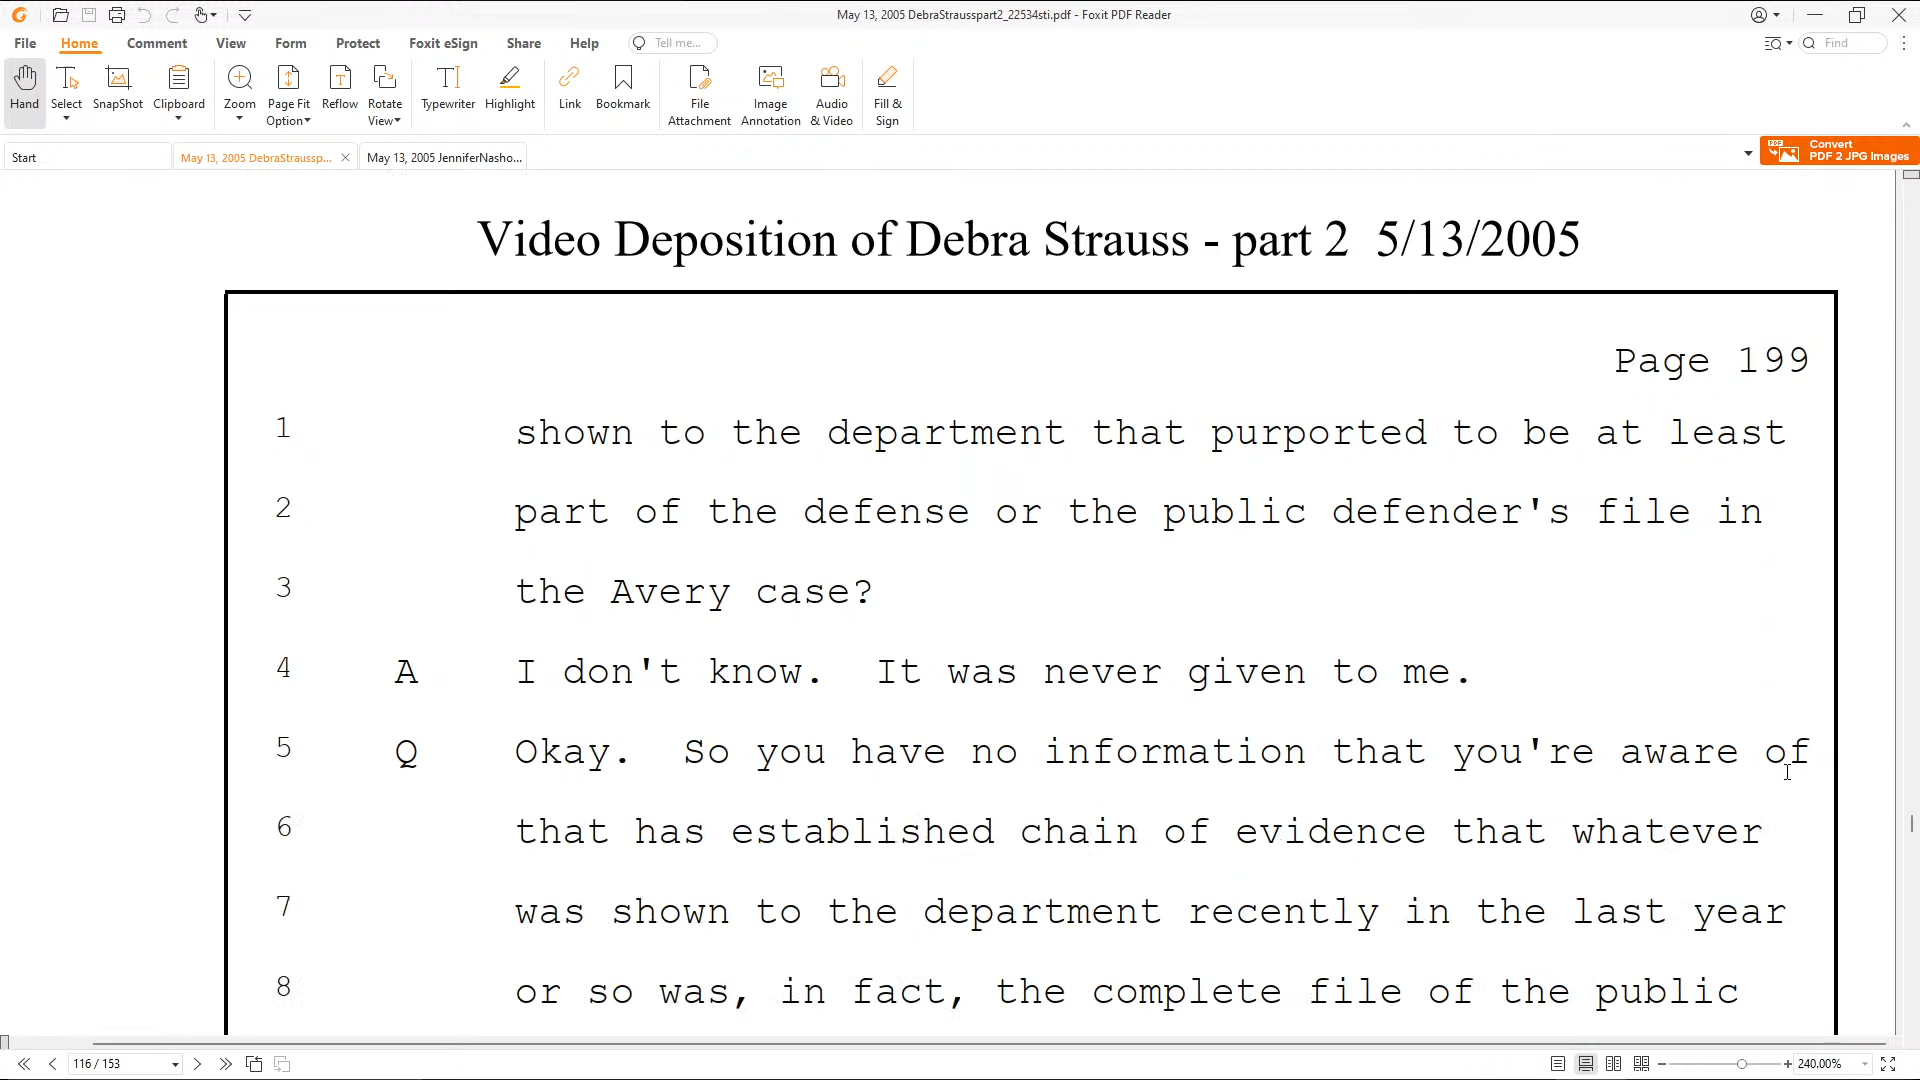 May 13, 2005 DebraStrausspart2_22534sti.pdf - Foxit PDF Reader
File Home Comment View Form Protect Foxit eSign Share Help Tell me... Find
Hand Select SnapShot Clipboard Zoom Page Fit Option Reflow Rotate View Typewriter Highlight Link Bookmark File Attachment Image Annotation Audio & Video Fill & Sign
Start May 13, 2005 DebraStraussp... May 13, 2005 JenniferNasho... Convert
PDF 2 JPG Images
Video Deposition of Debra Strauss - part 2 5/13/2005
Page 199
1 shown to the department that purported to be at least
2 part of the defense or the public defender's file in
3 the Avery case?
4 A I don't know. It was never given to me.
5 Q Okay. So you have no information that you're aware of
6 that has established chain of evidence that whatever
7 was shown to the department recently in the last year
8 or so was, in fact, the complete file of the public
116 / 153 240.00%